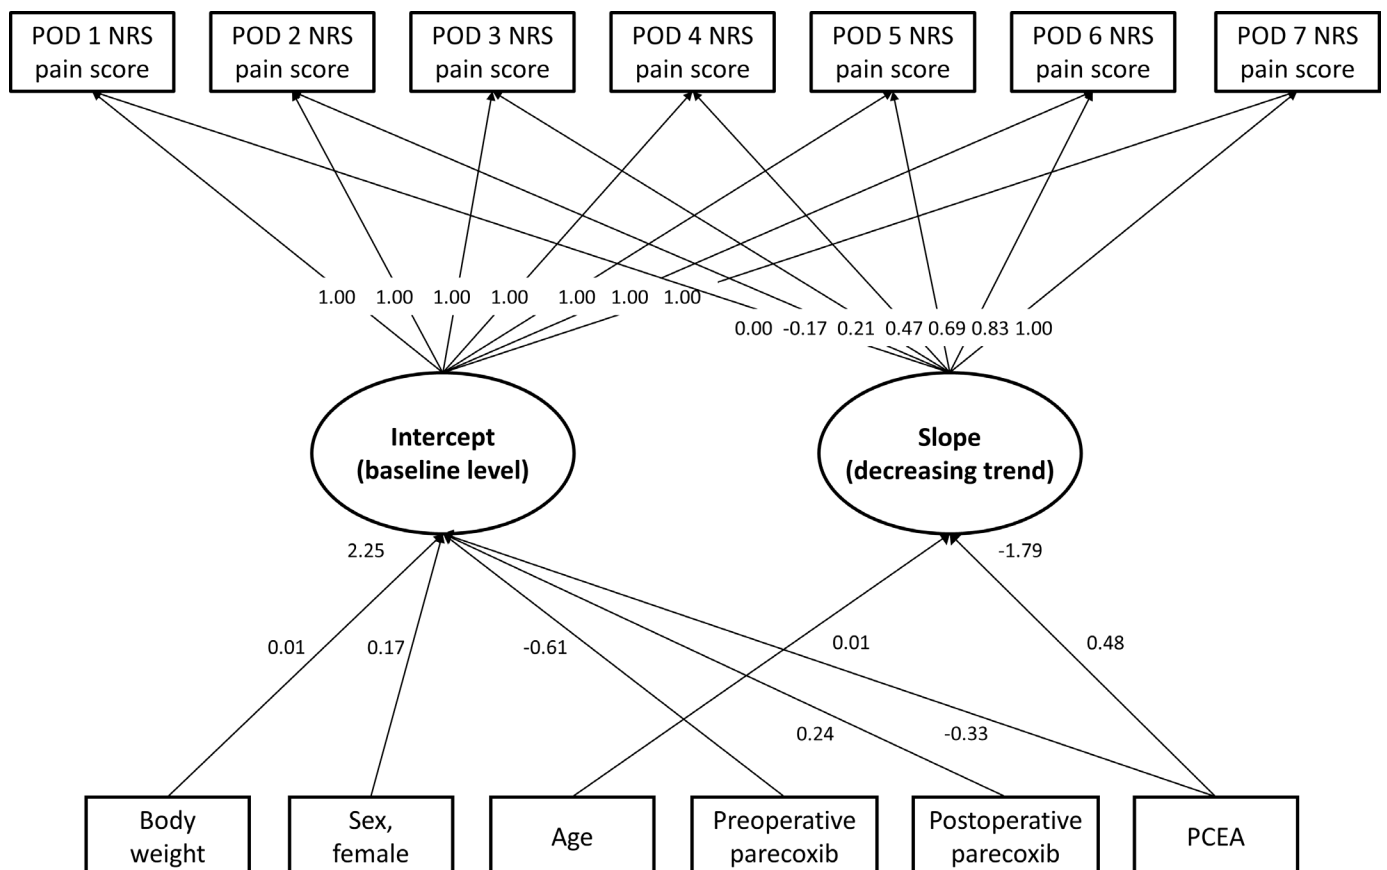 POD 1 NRS
pain score
POD 2 NRS
pain score
POD 3 NRS
pain score
POD 4 NRS
pain score
POD 5 NRS
pain score
POD 6 NRS
pain score
POD 7 NRS
pain score
1.00 1.00 1.00 1.00 1.00 1.00 1.00
0.00 -0.17 0.21 0.47 0.69 0.83 1.00
Intercept
(baseline level)
Slope
(decreasing trend)
2.25
-1.79
0.01
0.17
-0.61
0.01
0.48
0.24
-0.33
Body
weight
Sex,
female
Age
Preoperative
parecoxib
Postoperative
parecoxib
PCEA